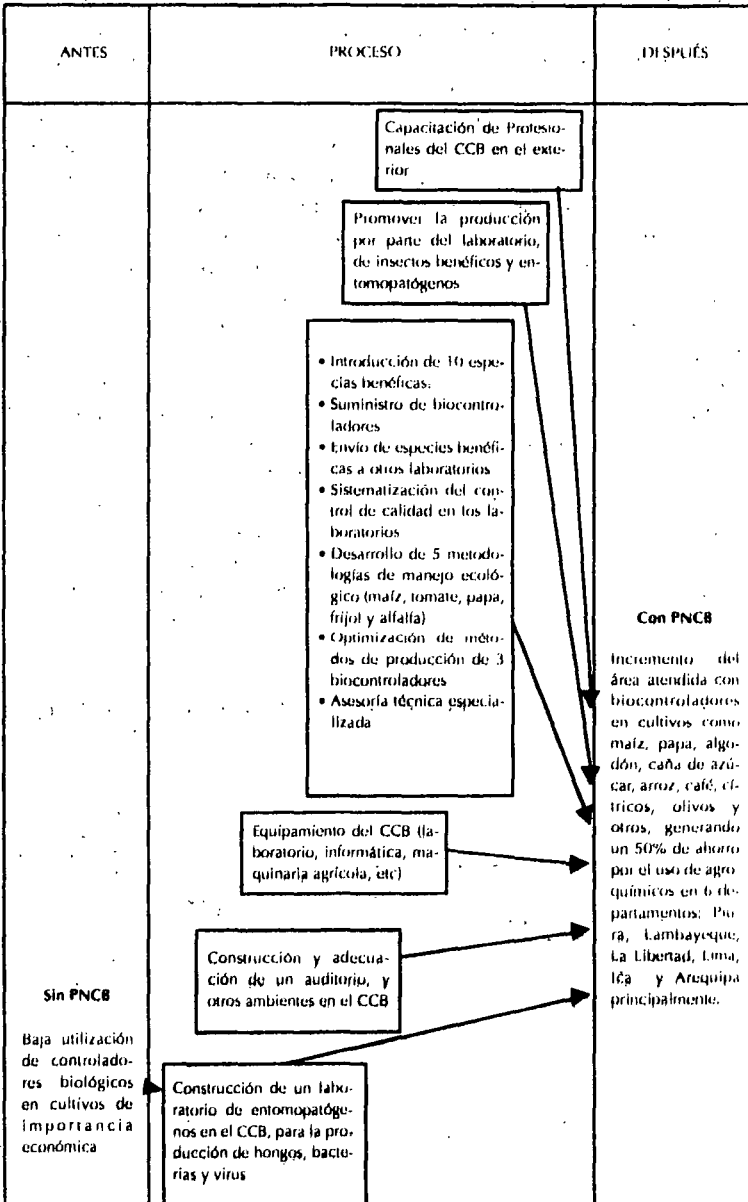 ANTES
PROCESO
DESPUÉS
Capacitación de Profesio-
nales del CCB en el exte-
rior
Promover la producción
por parte del laboratorio,
de insectos benéficos y en-
tomopatógenos
• Introducción de 10 espe-
cias benéficas.
• Suministro de biocontro-
ladores
• Envío de especies benéfi-
cas a otros laboratorios
• Sistematización del con-
trol de calidad en los la-
boratorios
• Desarrollo de 5 metodo-
logías de manejo ecoló-
gico (maíz, tomate, papa,
frijol y alfalfa)
• Optimización de méto-
dos de producción de 3
biocontroladores
• Asesoría técnica especia-
lizada
Equipamiento del CCB (la-
boratorio, informática, ma-
quinaria agrícola, etc)
Construcción y adecua-
ción de un auditorio, y
otros ambientes en el CCB
Construcción de un labo-
ratorio de entomopatóge-
nos en el CCB, para la pro-
ducción de hongos, bacte-
rias y virus
Sin PNCB
Baja utilización
de controlado-
res biológicos
en cultivos de
importancia
económica
Con PNCB
Incremento del
área atendida con
biocontroladores
en cultivos como
maíz, papa, algo-
dón, caña de azú-
car, arroz, café, cí-
tricos, olivos y
otros, generando
un 50% de ahorro
por el uso de agro
químicos en 6 de-
partamentos: Piu-
ra, Lambayeque,
La Libertad, Lima,
Ica y Arequipa
principalmente.